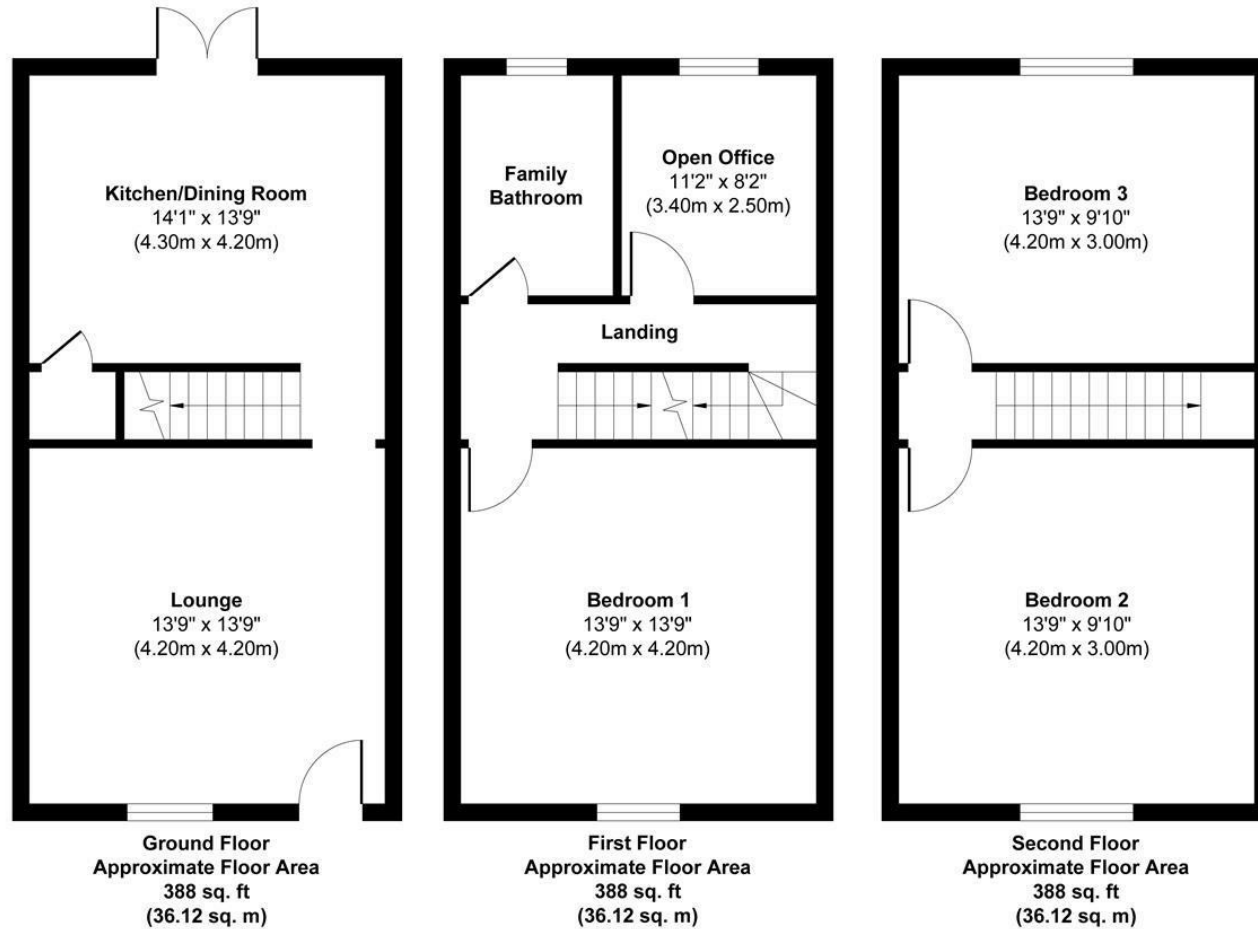 Kitchen/Dining Room
14'1" x 13'9"
(4.30m x 4.20m)
Lounge
13'9" x 13'9"
(4.20m x 4.20m)
Ground Floor
Approximate Floor Area
388 sq. ft
(36.12 sq. m)
Family
Bathroom
Open Office
11'2" x 8'2"
(3.40m x 2.50m)
Landing
Bedroom 1
13'9" x 13'9"
(4.20m x 4.20m)
First Floor
Approximate Floor Area
388 sq. ft
(36.12 sq. m)
Bedroom 3
13'9" x 9'10"
(4.20m x 3.00m)
Bedroom 2
13'9" x 9'10"
(4.20m x 3.00m)
Second Floor
Approximate Floor Area
388 sq. ft
(36.12 sq. m)